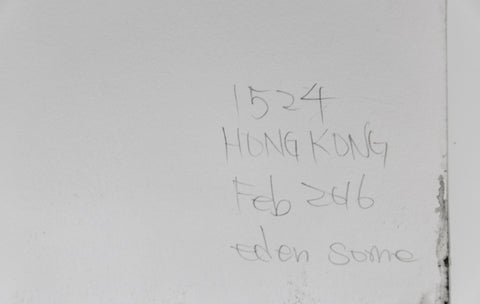 1524
HONG KONG
Feb 2016
eden some